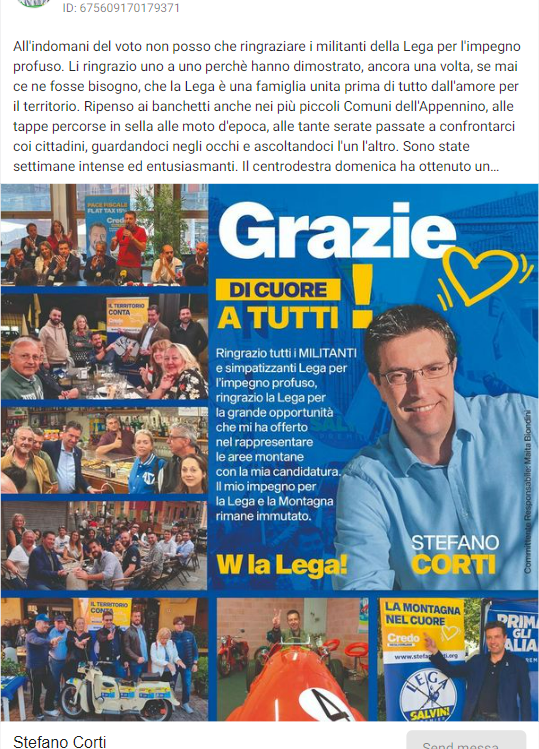 ID: 675609170179371
All'indomani del voto non posso che ringraziare i militanti della Lega per l'impegno
profuso. Li ringrazio uno a uno perchè hanno dimostrato, ancora una volta, se mai
ce ne fosse bisogno, che la Lega è una famiglia unita prima di tutto dall'amore per
il territorio. Ripenso ai banchetti anche nei più piccoli Comuni dell'Appennino, alle
tappe percorse in sella alle moto d'epoca, alle tante serate passate a confrontarci
coi cittadini, guardandoci negli occhi e ascoltandoci l'un l'altro. Sono state
settimane intense ed entusiasmanti. Il centrodestra domenica ha ottenuto un...
PACE FISCALE
FLAT TAX 15%
Credo
IL TERRITORIO
CONTA
Grazie
DI CUORE
A TUTTI!
Ringrazio tutti i MILITANTI
e simpatizzanti Lega per
l'impegno profuso,
ringrazio la Lega per
la grande opportunità
che mi ha offerto
nel rappresentare
le aree montane
con la mia candidatura.
Il mio impegno per
la Lega e la Montagna
rimane immutato.
W la Lega!
STEFANO
CORTI
Committente Responsabile: Marta Biondini
IL TERRITORIO
CONTA
4
LA MONTAGNA
NEL CUORE
Credo
LEGA
SALVINI
PRIMA
GLI
Stefano Corti
Send messa